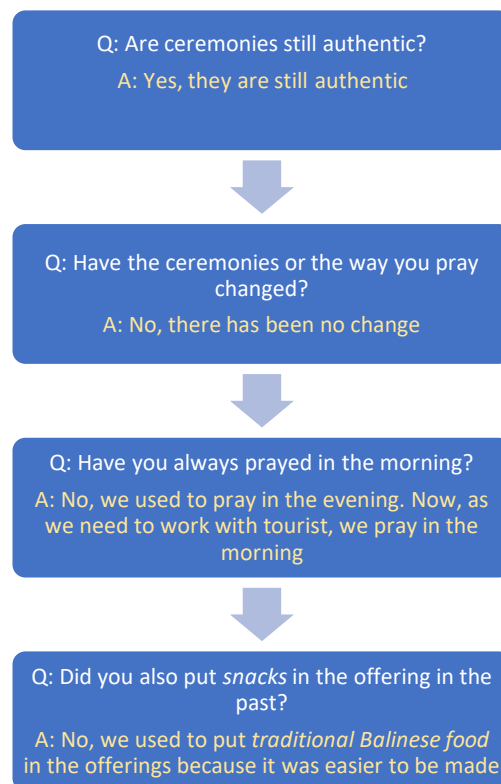 Q: Are ceremonies still authentic?
A: Yes, they are still authentic
Q: Have the ceremonies or the way you pray
changed?
A: No, there has been no change
Q: Have you always prayed in the morning?
A: No, we used to pray in the evening. Now, as
we need to work with tourist, we pray in the
morning
Q: Did you also put snacks in the offering in the
past?
A: No, we used to put traditional Balinese food
in the offerings because it was easier to be made